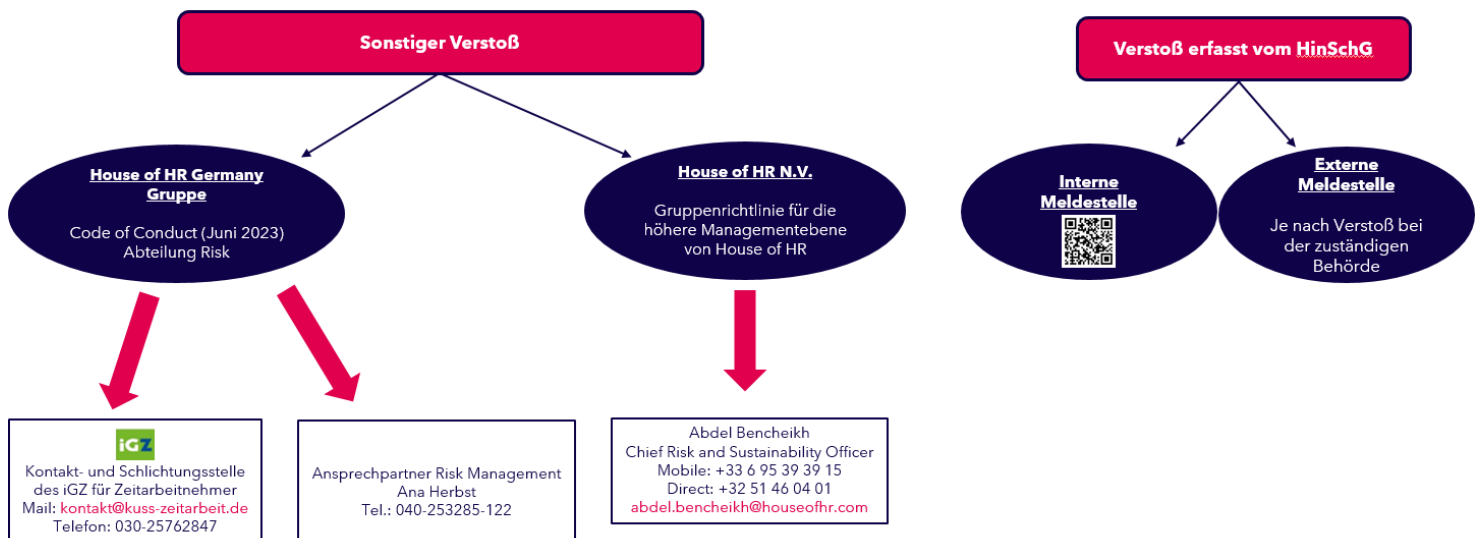 Sonstiger Verstoß
Verstoß erfasst vom HinSchG
House of HR Germany
Gruppe
Code of Conduct (Juni 2023)
Abteilung Risk
House of HR N.V.
Gruppenrichtlinie für die
höhere Managementebene
von House of HR
Interne
Meldestelle
Externe
Meldestelle
Je nach Verstoß bei
der zuständigen
Behörde
iGZ
Kontakt- und Schlichtungsstelle
des iGZ für Zeitarbeitnehmer
Mail: kontakt@kuss-zeitarbeit.de
Telefon: 030-25762847
Ansprechpartner Risk Management
Ana Herbst
Tel.: 040-253285-122
Abdel Bencheikh
Chief Risk and Sustainability Officer
Mobile: +33 6 95 39 39 15
Direct: +32 51 46 04 01
abdel.bencheikh@houseofhr.com